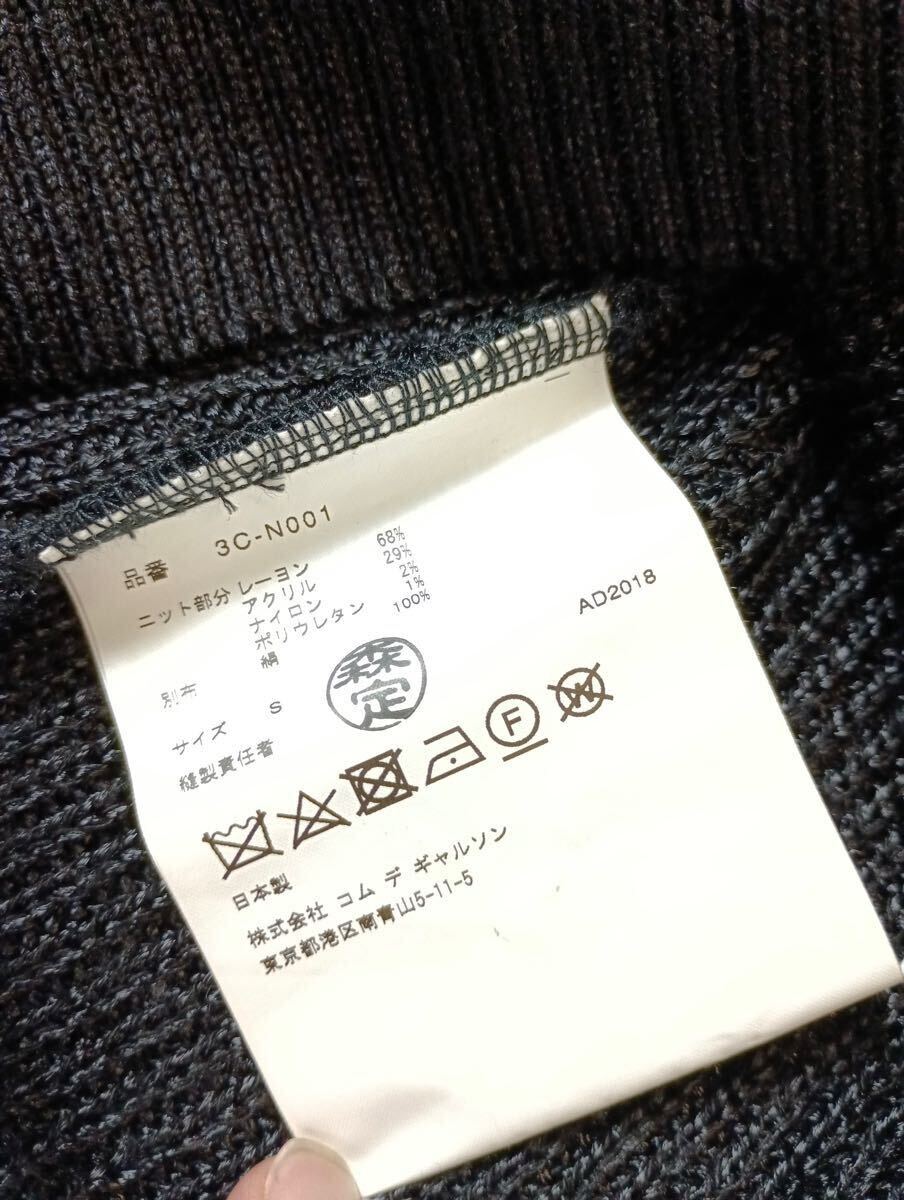 品番 3C-N001
ニット部分 レーヨン 68%
アクリル 29%
ナイロン 2%
ポリウレタン 1%
別布 絹 100%
AD2018
サイズ S
縫製責任者 森定
F W
日本製
株式会社 コム デ ギャルソン
東京都港区南青山5-11-5